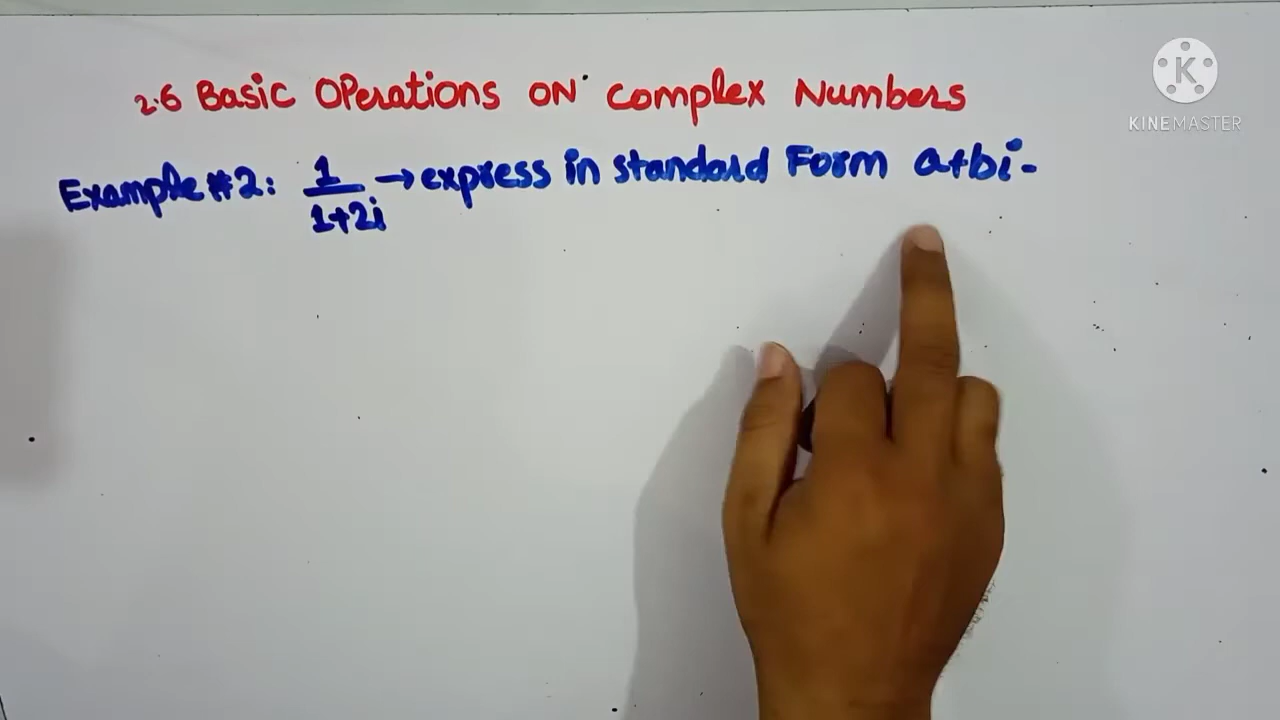 2.6 Basic Operations on Complex Numbers
Example #2: 1/1+2i → express in standard Form a+bi-
K
KINEMASTER